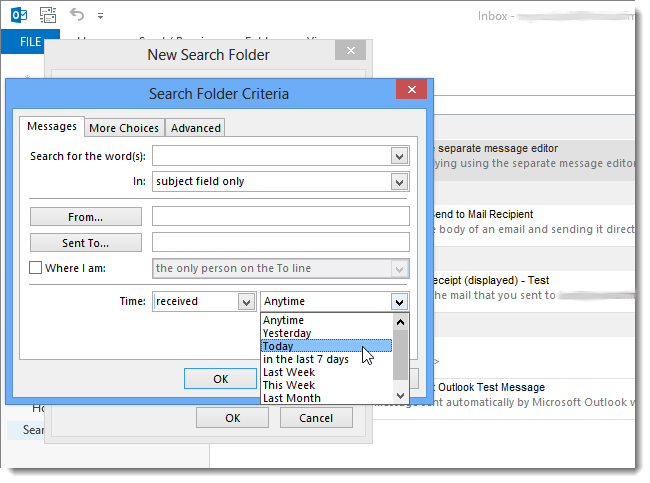 Inbox -
FILE
New Search Folder
Search Folder Criteria
Messages More Choices Advanced
Search for the word(s):
In: subject field only
From...
Sent To...
Where I am: the only person on the To line
Time: received Anytime
Anytime
Yesterday
Today
in the last 7 days
Last Week
This Week
Last Month
OK
OK Cancel
Sear
separate message editor
ying using the separate message editor
end to Mail Recipient
e body of an email and sending it direct
eceipt (displayed) - Test
the mail that you sent to
>
Outlook Test Message
sent automatically by Microsoft Outlook w